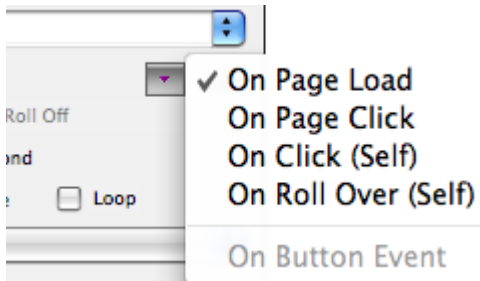 On Page Load
On Page Click
Roll Off
On Click (Self)
Loop
On Roll Over (Self)
On Button Event